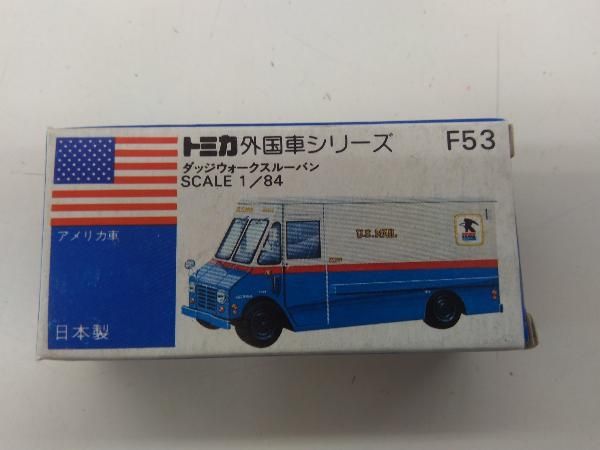 トミカ外国車シリーズ F53
ダッジウォークスルーバン
SCALE 1/84
アメリカ車
日本製
U.S. MAIL